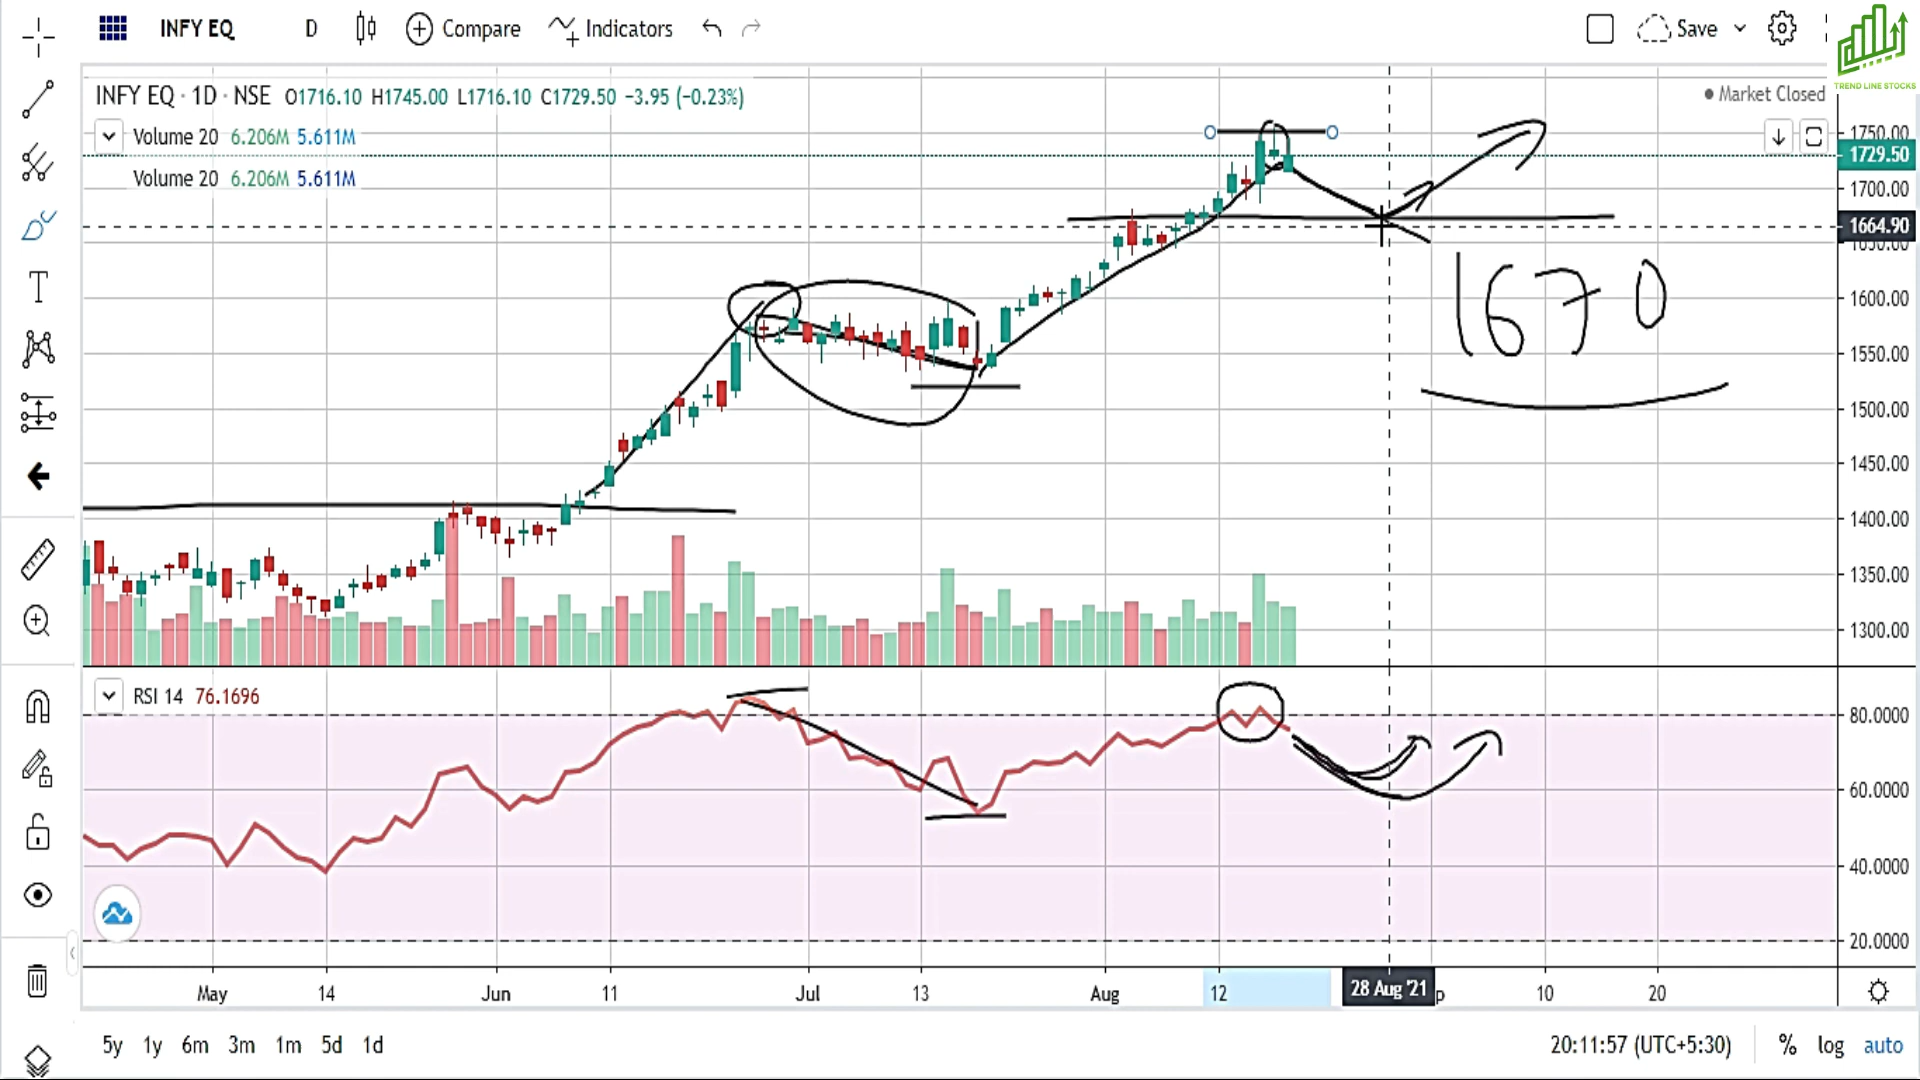 INFY EQ D Compare Indicators Save
TREND LINE STOCKS
INFY EQ · 1D · NSE O1716.10 H1745.00 L1716.10 C1729.50 −3.95 (−0.23%)
Market Closed
Volume 20 6.206M 5.611M
Volume 20 6.206M 5.611M
1750.00
1729.50
1700.00
1664.90
1650.00
1600.00
1550.00
1500.00
1450.00
1400.00
1350.00
1300.00
1670
RSI 14 76.1696
80.0000
60.0000
40.0000
20.0000
May 14 Jun 11 Jul 13 Aug 12 28 Aug '21 p 10 20
5y 1y 6m 3m 1m 5d 1d 20:11:57 (UTC+5:30) % log auto